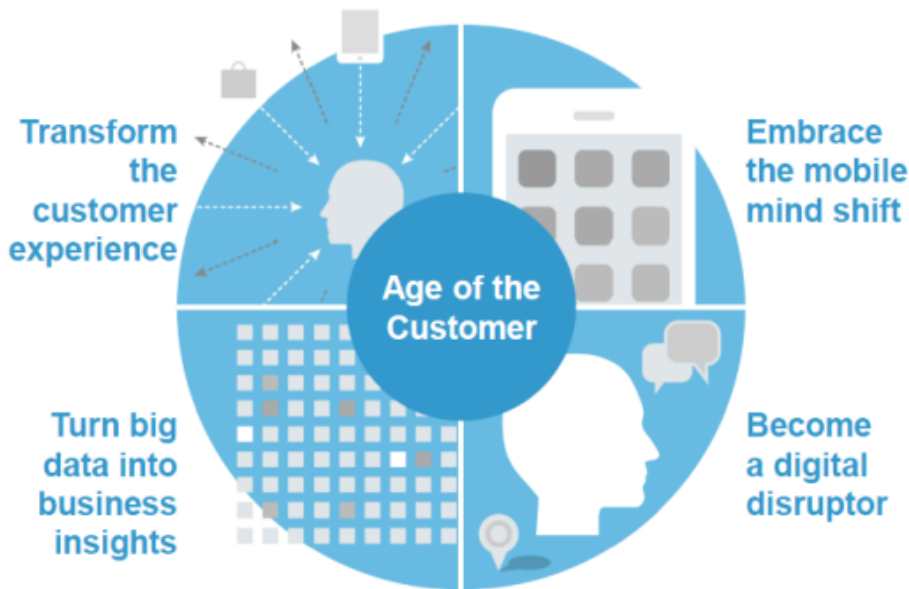 Transform
the
customer
experience
Embrace
the mobile
mind shift
Age of the
Customer
Turn big
data into
business
insights
Become
a digital
disruptor